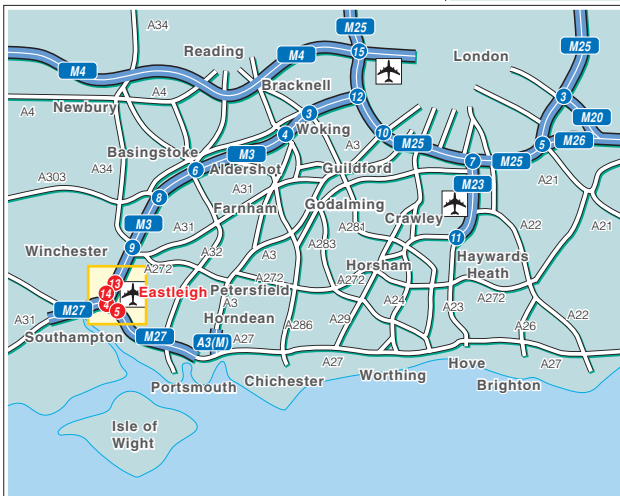 A34
M25
Reading
London
M25
M4
M4
15
Bracknell
A4
A4
Newbury
12
3
3
M20
Woking
4
10
A3
M25
5
M26
Basingstoke
M3
7
M25
A34
6
Aldershot
Guildford
A21
A303
A31
M23
8
Farnham
Godalming
Crawley
M3
A31
A281
A22
A21
Winchester
9
A32
A3
A283
11
Haywards
Heath
A272
Horsham
13
A272
A272
14
Eastleigh
Petersfield
A24
A272
4
A3
A23
M27
5
Horndean
A29
A22
A31
A286
A26
Southampton
M27
A3(M)
A27
A27
A27
Hove
Portsmouth
Chichester
Worthing
Brighton
Isle of
Wight